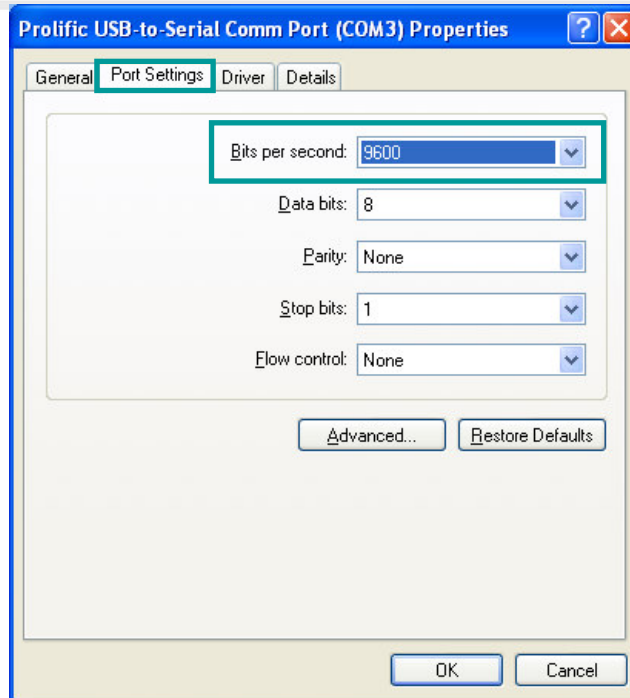 Prolific USB-to-Serial Comm Port (COM3) Properties
General Port Settings Driver Details
Bits per second: 9600
Data bits: 8
Parity: None
Stop bits: 1
Flow control: None
Advanced... Restore Defaults
OK Cancel